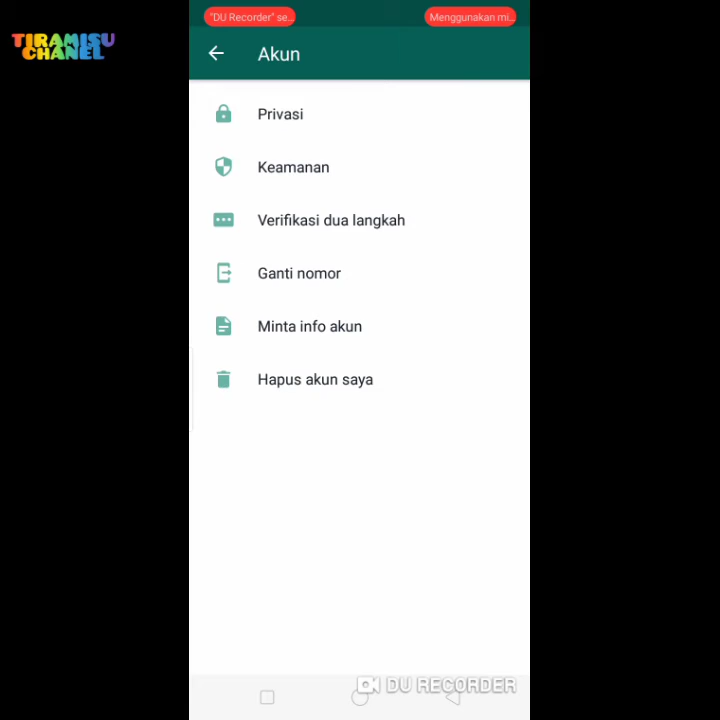 "DU Recorder" se...
Menggunakan mi...
TIRAMISU
CHANEL
Akun
Privasi
Keamanan
Verifikasi dua langkah
Ganti nomor
Minta info akun
Hapus akun saya
DU RECORDER